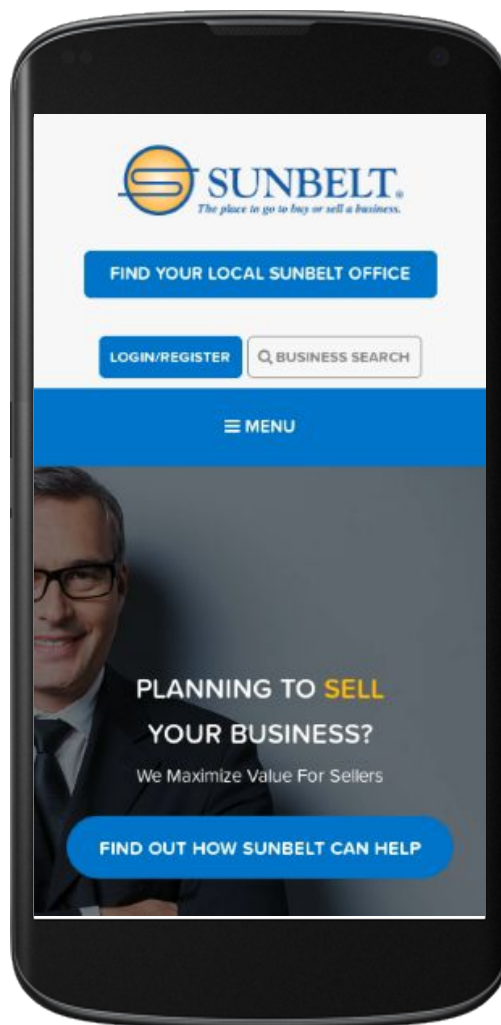 SUNBELT®
The place to go to buy or sell a business.
FIND YOUR LOCAL SUNBELT OFFICE
LOGIN/REGISTER
BUSINESS SEARCH
MENU
PLANNING TO SELL
YOUR BUSINESS?
We Maximize Value For Sellers
FIND OUT HOW SUNBELT CAN HELP